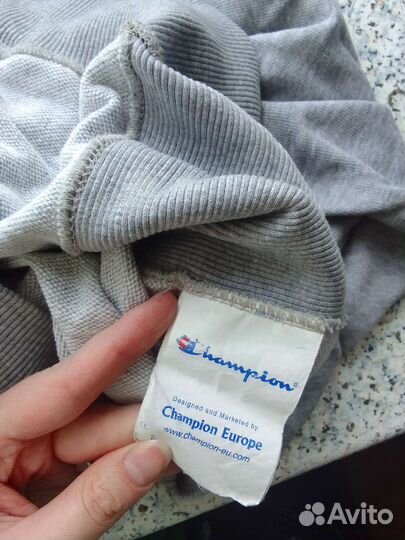 Champion®
Designed and Marketed by
Champion Europe
www.champion-eu.com
Avito